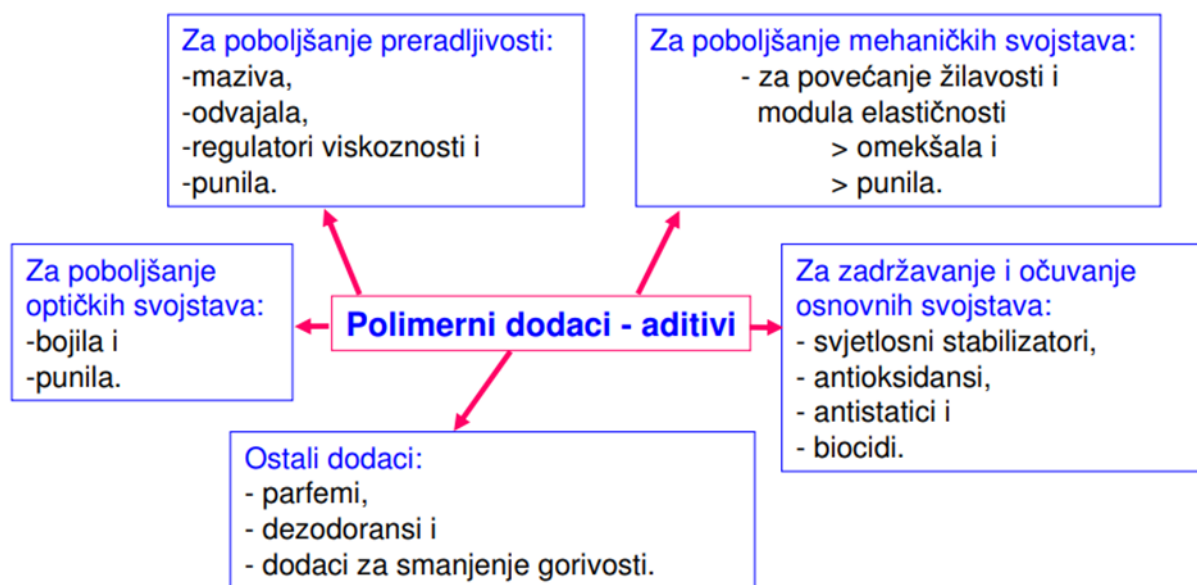 Za poboljšanje preradljivosti:
-maziva,
-odvajala,
-regulatori viskoznosti i
-punila.
Za poboljšanje mehaničkih svojstava:
- za povećanje žilavosti i
modula elastičnosti
> omekšala i
> punila.
Za poboljšanje
optičkih svojstava:
-bojila i
-punila.
Polimerni dodaci - aditivi
Za zadržavanje i očuvanje
osnovnih svojstava:
- svjetlosni stabilizatori,
- antioksidansi,
- antistatici i
- biocidi.
Ostali dodaci:
- parfemi,
- dezodoransi i
- dodaci za smanjenje gorivosti.